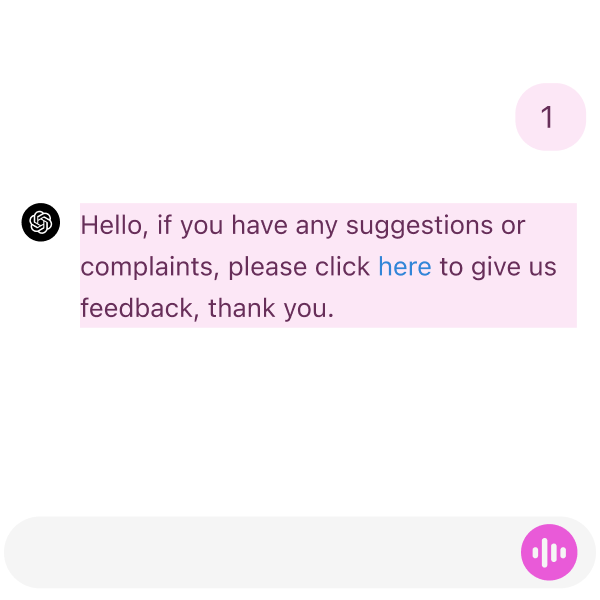 1
Hello, if you have any suggestions or
complaints, please click here to give us
feedback, thank you.